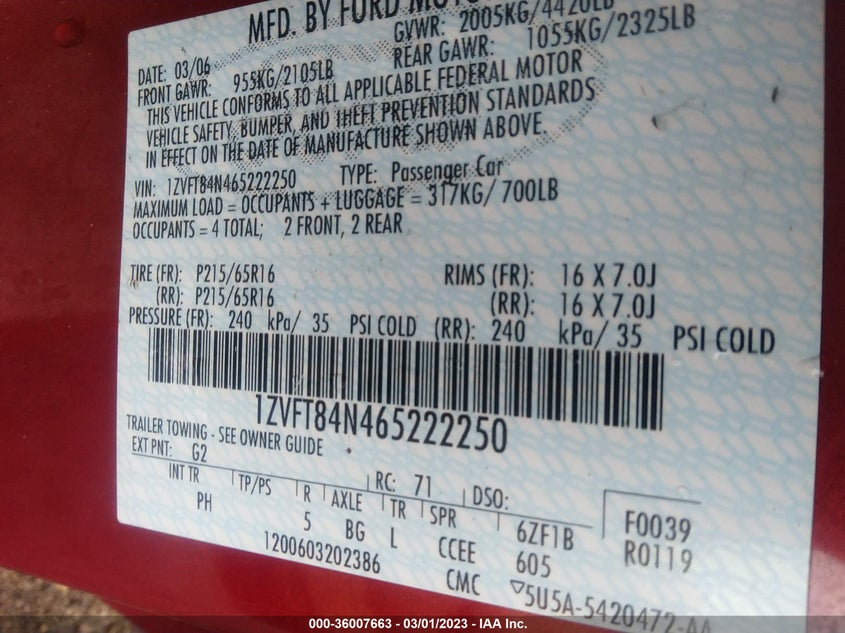 MFD. BY FORD MOTOR
GVWR: 2005KG/4420LB
DATE: 03/06
FRONT GAWR: 955KG/2105LB REAR GAWR: 1055KG/2325LB
THIS VEHICLE CONFORMS TO ALL APPLICABLE FEDERAL MOTOR
VEHICLE SAFETY, BUMPER, AND THEFT PREVENTION STANDARDS
IN EFFECT ON THE DATE OF MANUFACTURE SHOWN ABOVE.
VIN: 1ZVFT84N465222250 TYPE: Passenger Car
MAXIMUM LOAD = OCCUPANTS + LUGGAGE = 317KG/ 700LB
OCCUPANTS = 4 TOTAL; 2 FRONT, 2 REAR
TIRE (FR): P215/65R16 RIMS (FR): 16 X 7.0J
(RR): P215/65R16 (RR): 16 X 7.0J
PRESSURE (FR): 240 kPa/ 35 PSI COLD (RR): 240 kPa/ 35 PSI COLD
1ZVFT84N465222250
TRAILER TOWING - SEE OWNER GUIDE
EXT PNT: G2 RC: 71 DSO:
INT TR TP/PS R AXLE TR SPR 6ZF1B F0039
PH 5 BG L CCEE 605 R0119
1200603202386 CMC 5U5A-5420472-AA
000-36007663 - 03/01/2023 - IAA Inc.